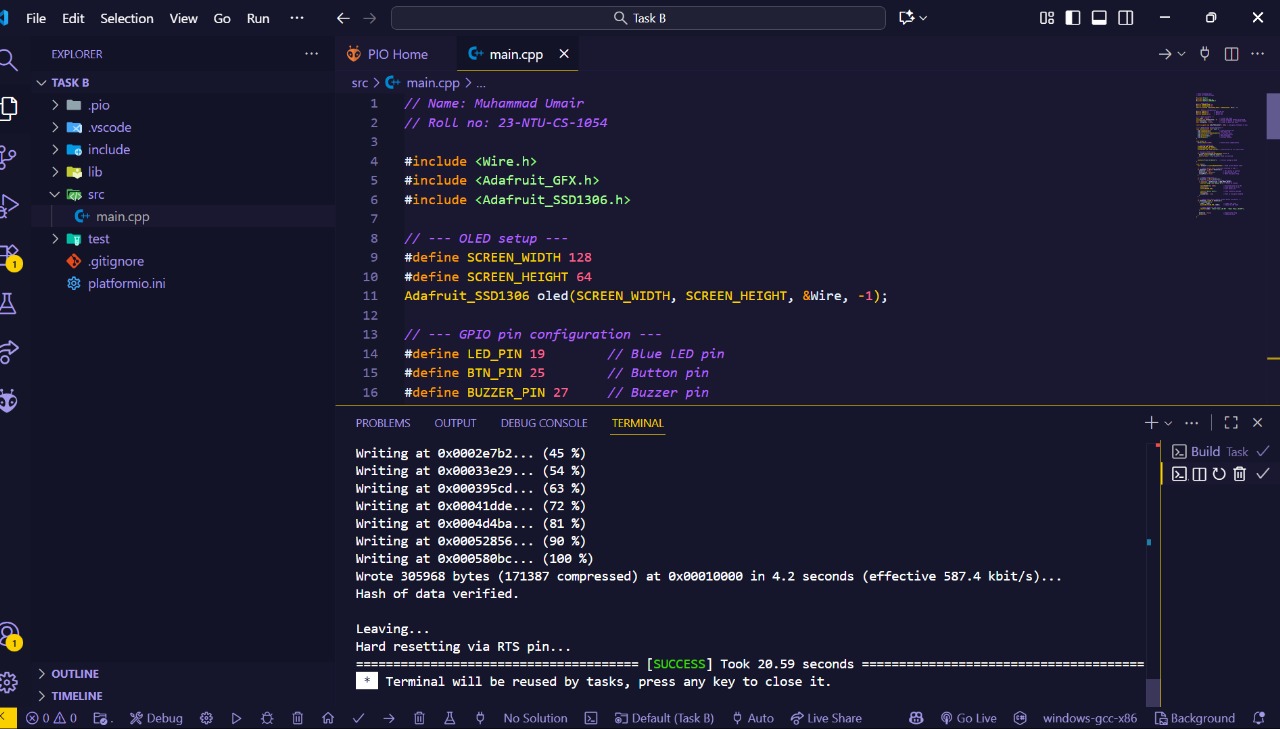 File Edit Selection View Go Run ··· Task B
EXPLORER ···
TASK B
.pio
.vscode
include
lib
src
main.cpp
test
.gitignore
platformio.ini
OUTLINE
TIMELINE
PIO Home main.cpp
src > main.cpp > ...
1 // Name: Muhammad Umair
2 // Roll no: 23-NTU-CS-1054
3
4 #include <Wire.h>
5 #include <Adafruit_GFX.h>
6 #include <Adafruit_SSD1306.h>
7
8 // --- OLED setup ---
9 #define SCREEN_WIDTH 128
10 #define SCREEN_HEIGHT 64
11 Adafruit_SSD1306 oled(SCREEN_WIDTH, SCREEN_HEIGHT, &Wire, -1);
12
13 // --- GPIO pin configuration ---
14 #define LED_PIN 19 // BLue LED pin
15 #define BTN_PIN 25 // Button pin
16 #define BUZZER_PIN 27 // Buzzer pin
PROBLEMS OUTPUT DEBUG CONSOLE TERMINAL
Writing at 0x0002e7b2... (45 %)
Writing at 0x00033e29... (54 %)
Writing at 0x000395cd... (63 %)
Writing at 0x00041dde... (72 %)
Writing at 0x0004d4ba... (81 %)
Writing at 0x00052856... (90 %)
Writing at 0x000580bc... (100 %)
Wrote 305968 bytes (171387 compressed) at 0x00010000 in 4.2 seconds (effective 587.4 kbit/s)...
Hash of data verified.
Leaving...
Hard resetting via RTS pin...
====================================== [SUCCESS] Took 20.59 seconds ======================================
* Terminal will be reused by tasks, press any key to close it.
Build Task
1
1
0 0 Debug No Solution Default (Task B) Auto Live Share Go Live windows-gcc-x86 Background